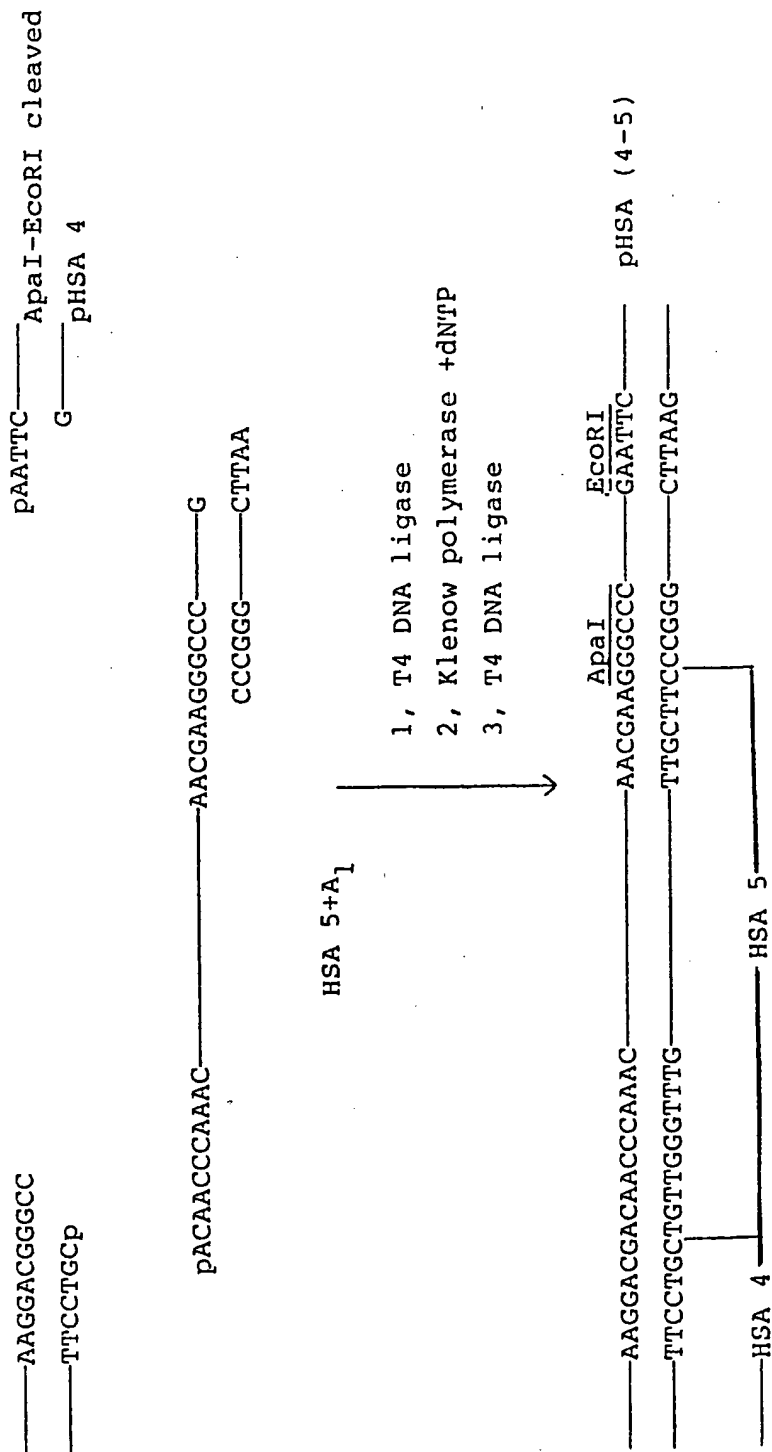 ——AAGGACGGGCC pAATTC—— ApaI-EcoRI cleaved
——TTCCTGCp G—— pHSA 4
pACAACCCAAAC——AACGAAGGGCCC——G
CCCGGG——CTTAA
HSA 5+A1
1, T4 DNA ligase
2, Klenow polymerase +dNTP
3, T4 DNA ligase
ApaI EcoRI
——AAGGACGACAACCCAAAC——AACGAAGGGCCC——GAATTC—— pHSA (4-5)
——TTCCTGCTGTTGGGTTTG——TTGCTTCCCGGG——CTTAAG——
——HSA 4——HSA 5——